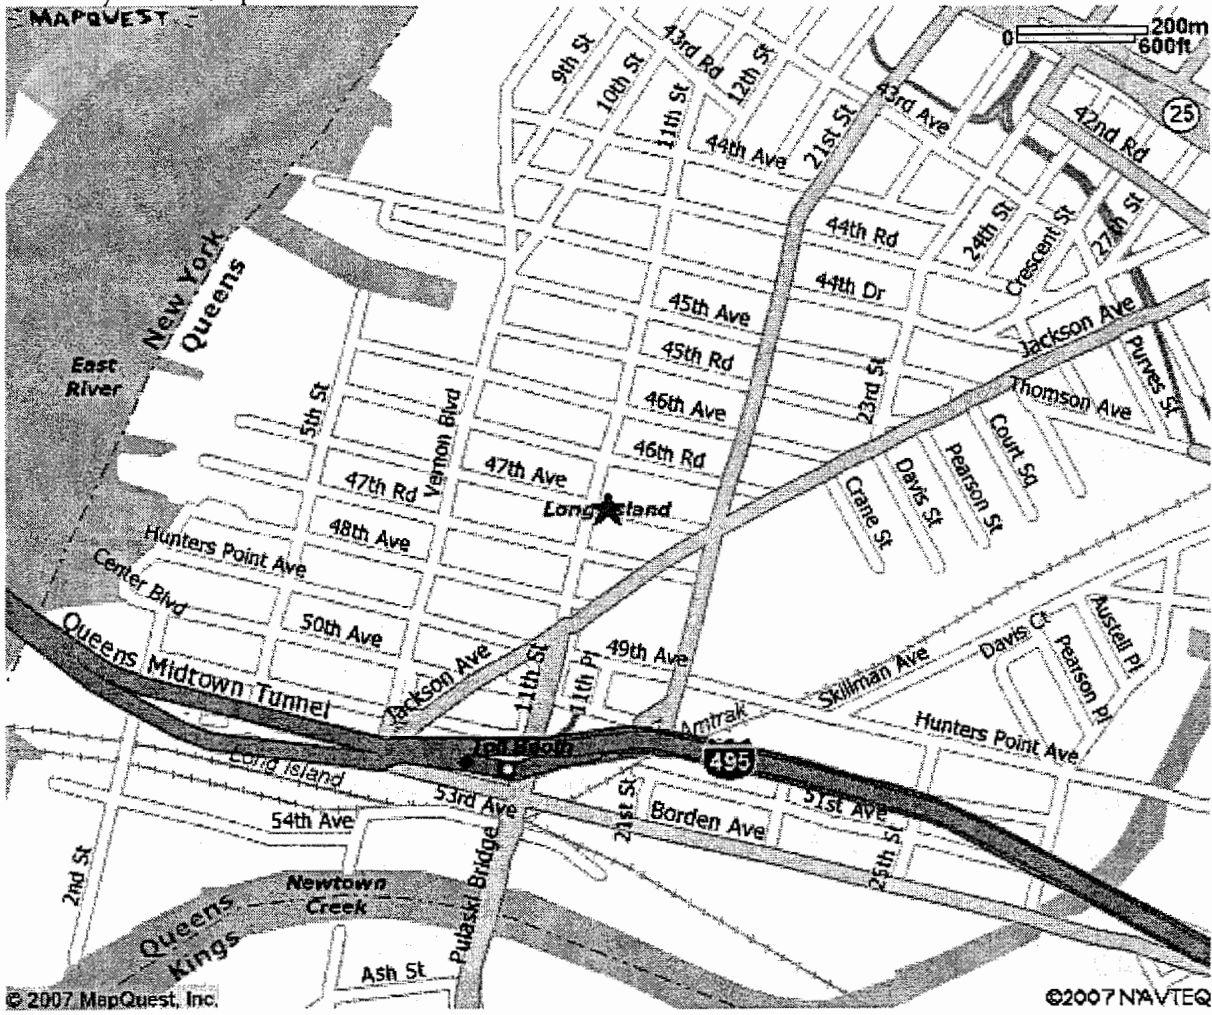 MAPQUEST
0 200m
600ft
9th St
10th St
43rd Rd
12th St
11th St
21st St
43rd Ave
42nd Rd
25
44th Ave
44th Rd
24th St
Crescent St
27th St
New York
Queens
44th Dr
45th Ave
Jackson Ave
45th Rd
East
River
Purves St
5th St
Vernon Blvd
46th Ave
23rd St
Thomson Ave
46th Rd
Court Sq
47th Ave
47th Rd
Pearson St
Davis St
Crane St
Long Island
48th Ave
Hunters Point Ave
Center Blvd
50th Ave
49th Ave
Davis Ct
Austell Pl
Pearson Pl
Queens Midtown Tunnel
Jackson Ave
11th St
11th Pl
Skillman Ave
Amtrak
Hunters Point Ave
Toll Booth
495
Long Island
53rd Ave
51st Ave
54th Ave
21st St
Borden Ave
25th St
2nd St
Newtown
Creek
Pulaski Bridge
Queens
Kings
Ash St
© 2007 MapQuest, Inc.
©2007 NAVTEQ